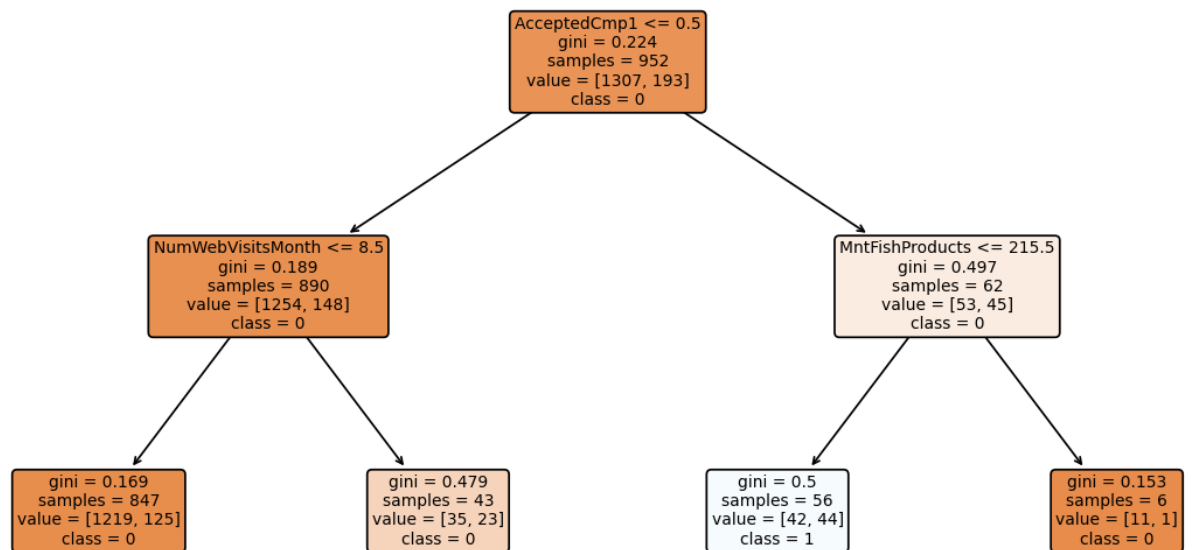 AcceptedCmp1 <= 0.5
gini = 0.224
samples = 952
value = [1307, 193]
class = 0
NumWebVisitsMonth <= 8.5
gini = 0.189
samples = 890
value = [1254, 148]
class = 0
MntFishProducts <= 215.5
gini = 0.497
samples = 62
value = [53, 45]
class = 0
gini = 0.169
samples = 847
value = [1219, 125]
class = 0
gini = 0.479
samples = 43
value = [35, 23]
class = 0
gini = 0.5
samples = 56
value = [42, 44]
class = 1
gini = 0.153
samples = 6
value = [11, 1]
class = 0